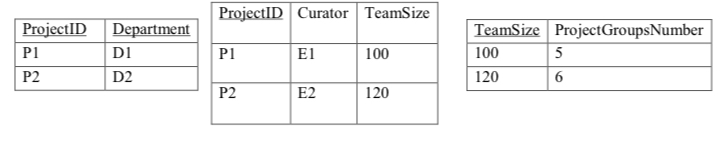 ProjectID Department
P1 D1
P2 D2
ProjectID Curator TeamSize
P1 E1 100
P2 E2 120
TeamSize ProjectGroupsNumber
100 5
120 6